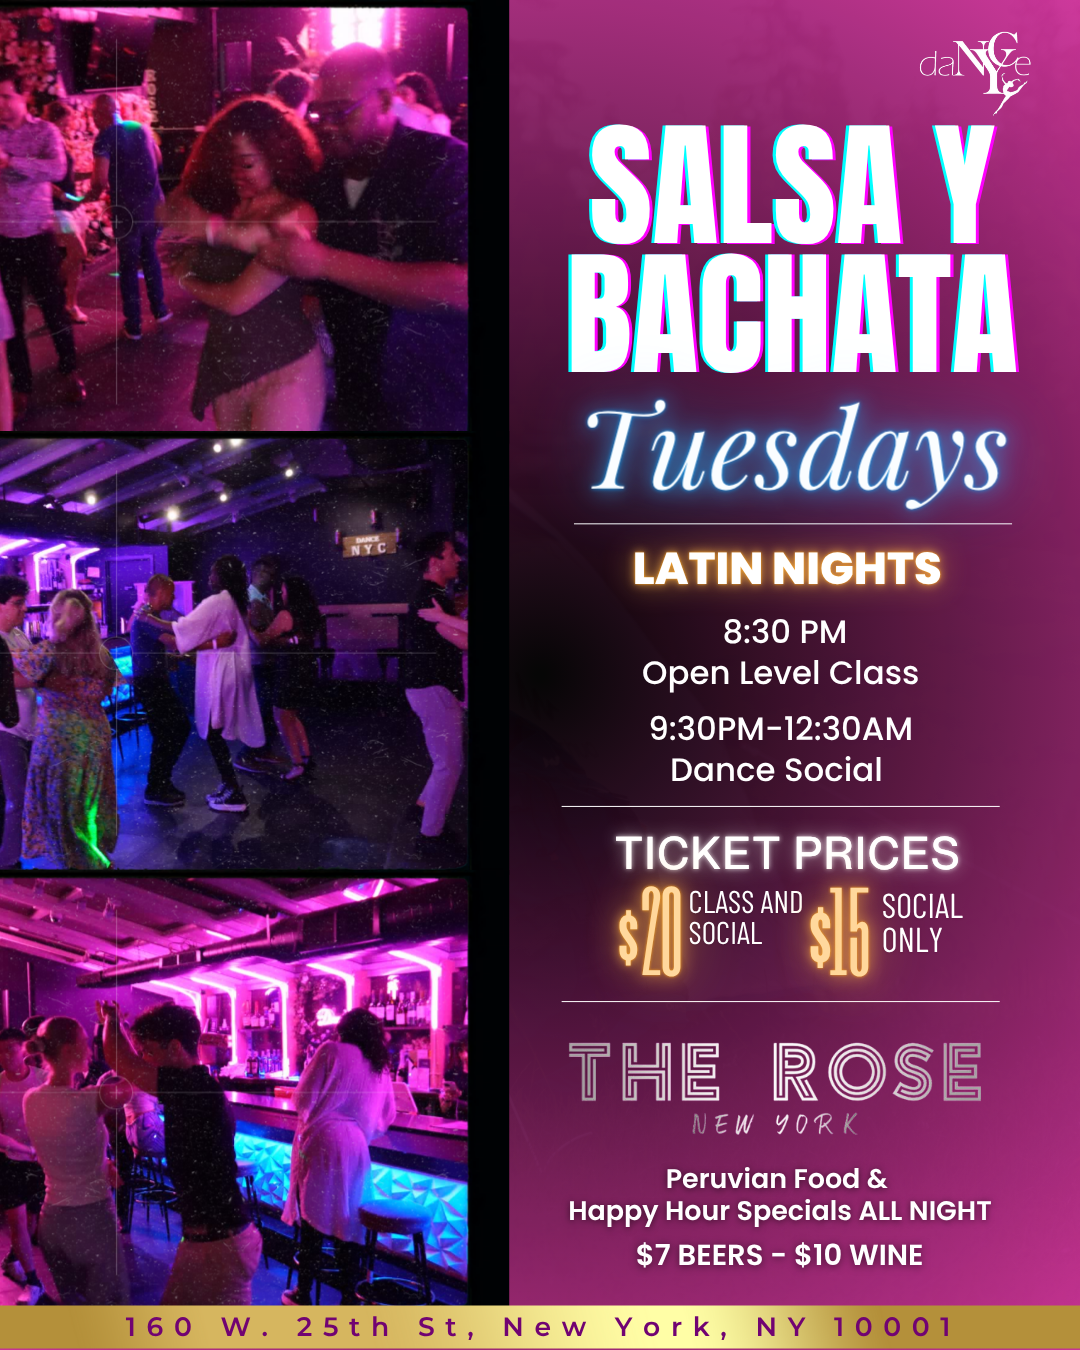 daNYCe
SALSA Y
BACHATA
Tuesdays
LATIN NIGHTS
8:30 PM
Open Level Class
9:30PM-12:30AM
Dance Social
TICKET PRICES
$20 CLASS AND SOCIAL
$15 SOCIAL ONLY
THE ROSE
NEW YORK
Peruvian Food &
Happy Hour Specials ALL NIGHT
$7 BEERS - $10 WINE
160 W. 25th St, New York, NY 10001
DANCE
NYC